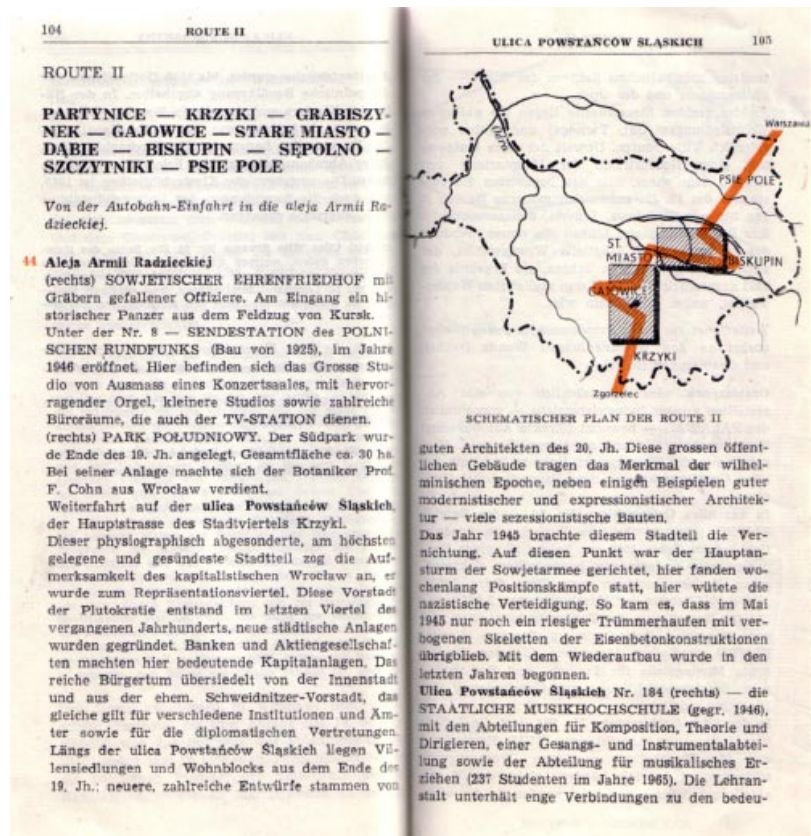 104 ROUTE II
ROUTE II
PARTYNICE — KRZYKI — GRABISZY-
NEK — GAJOWICE — STARE MIASTO —
DĄBIE — BISKUPIN — SĘPOLNO —
SZCZYTNIKI — PSIE POLE
Von der Autobahn-Einfahrt in die aleja Armii Ra-
dzieckiej.
44 Aleja Armii Radzieckiej
(rechts) SOWJETISCHER EHRENFRIEDHOF mit
Gräbern gefallener Offiziere. Am Eingang ein hi-
storischer Panzer aus dem Feldzug von Kursk.
Unter der Nr. 8 — SENDESTATION des POLNI-
SCHEN RUNDFUNKS (Bau von 1925), im Jahre
1946 eröffnet. Hier befinden sich das Grosse Stu-
dio von Ausmass eines Konzertsaales, mit hervor-
ragender Orgel, kleinere Studios sowie zahlreiche
Büroräume, die auch der TV-STATION dienen.
(rechts) PARK POŁUDNIOWY. Der Südpark wur-
de Ende des 19. Jh. angelegt, Gesamtfläche ca. 30 ha.
Bei seiner Anlage machte sich der Botaniker Prof.
F. Cohn aus Wrocław verdient.
Weiterfahrt auf der ulica Powstańców Śląskich,
der Hauptstrasse des Stadtviertels Krzyki.
Dieser physiographisch abgesonderte, am höchsten
gelegene und gesündeste Stadtteil zog die Auf-
merksamkeit des kapitalistischen Wrocław an, er
wurde zum Repräsentationsviertel. Diese Vorstadt
der Plutokratie entstand im letzten Viertel des
vergangenen Jahrhunderts, neue städtische Anlagen
wurden gegründet. Banken und Aktiengesellschaf-
ten machten hier bedeutende Kapitalanlagen. Das
reiche Bürgertum übersiedelt von der Innenstadt
und aus der ehem. Schweidnitzer-Vorstadt, das
gleiche gilt für verschiedene Institutionen und Äm-
ter sowie für die diplomatischen Vertretungen.
Längs der ulica Powstańców Śląskich liegen Vil-
lensiedlungen und Wohnblocks aus dem Ende des
19. Jh.; neuere, zahlreiche Entwürfe stammen von
ULICA POWSTAŃCÓW ŚLĄSKICH 105
Warszawa
Odra
PSIE POLE
ST.
MIASTO
BISKUPIN
GAJOWICE
KRZYKI
Zgorzelec
SCHEMATISCHER PLAN DER ROUTE II
guten Architekten des 20. Jh. Diese grossen öffent-
lichen Gebäude tragen das Merkmal der wilhel-
minischen Epoche, neben einigen Beispielen guter
modernistischer und expressionistischer Architek-
tur — viele sezessionistische Bauten.
Das Jahr 1945 brachte diesem Stadteil die Ver-
nichtung. Auf diesen Punkt war der Hauptan-
sturm der Sowjetarmee gerichtet, hier fanden wo-
chenlang Positionskämpfe statt, hier wütete die
nazistische Verteidigung. So kam es, dass im Mai
1945 nur noch ein riesiger Trümmerhaufen mit ver-
bogenen Skeletten der Eisenbetonkonstruktionen
übrigblieb. Mit dem Wiederaufbau wurde in den
letzten Jahren begonnen.
Ulica Powstańców Śląskich Nr. 184 (rechts) — die
STAATLICHE MUSIKHOCHSCHULE (gegr. 1946),
mit den Abteilungen für Komposition, Theorie und
Dirigieren, einer Gesangs- und Instrumentalabtei-
lung sowie der Abteilung für musikalisches Er-
ziehen (237 Studenten im Jahre 1965). Die Lehran-
stalt unterhält enge Verbindungen zu den bedeu-